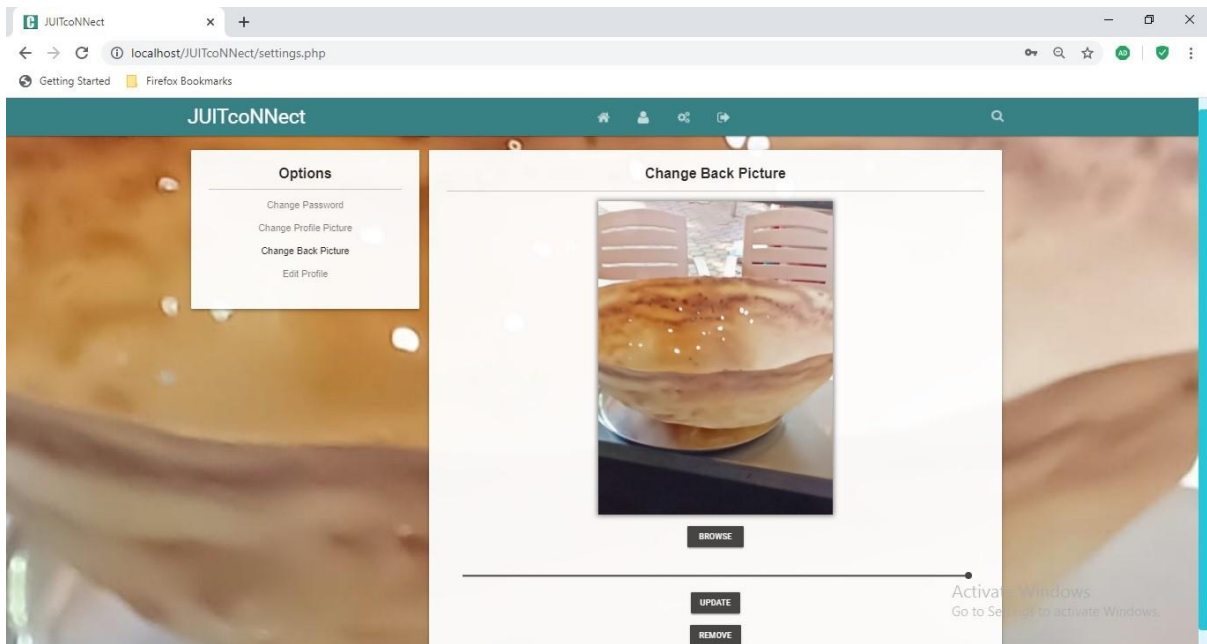 JUITcoNNect
localhost/JUITcoNNect/settings.php
Getting Started Firefox Bookmarks
JUITcoNNect
Options
Change Password
Change Profile Picture
Change Back Picture
Edit Profile
Change Back Picture
BROWSE
UPDATE
REMOVE
Activate Windows
Go to Settings to activate Windows.